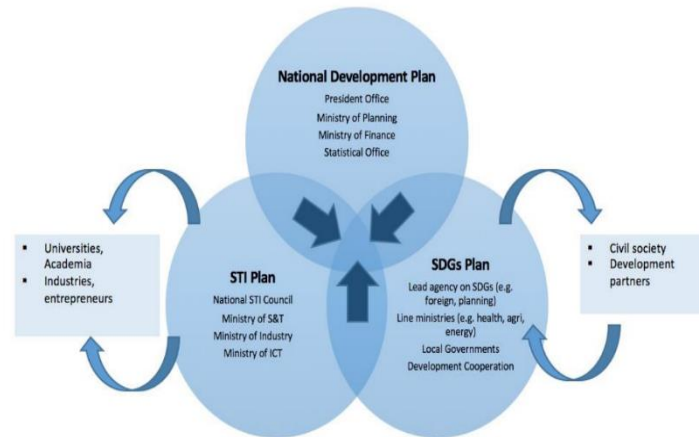 National Development Plan
President Office
Ministry of Planning
Ministry of Finance
Statistical Office
▪ Universities,
Academia
▪ Industries,
entrepreneurs
STI Plan
National STI Council
Ministry of S&T
Ministry of Industry
Ministry of ICT
SDGs Plan
Lead agency on SDGs (e.g.
foreign, planning)
Line ministries (e.g. health, agri,
energy)
Local Governments
Development Cooperation
▪ Civil society
▪ Development
partners